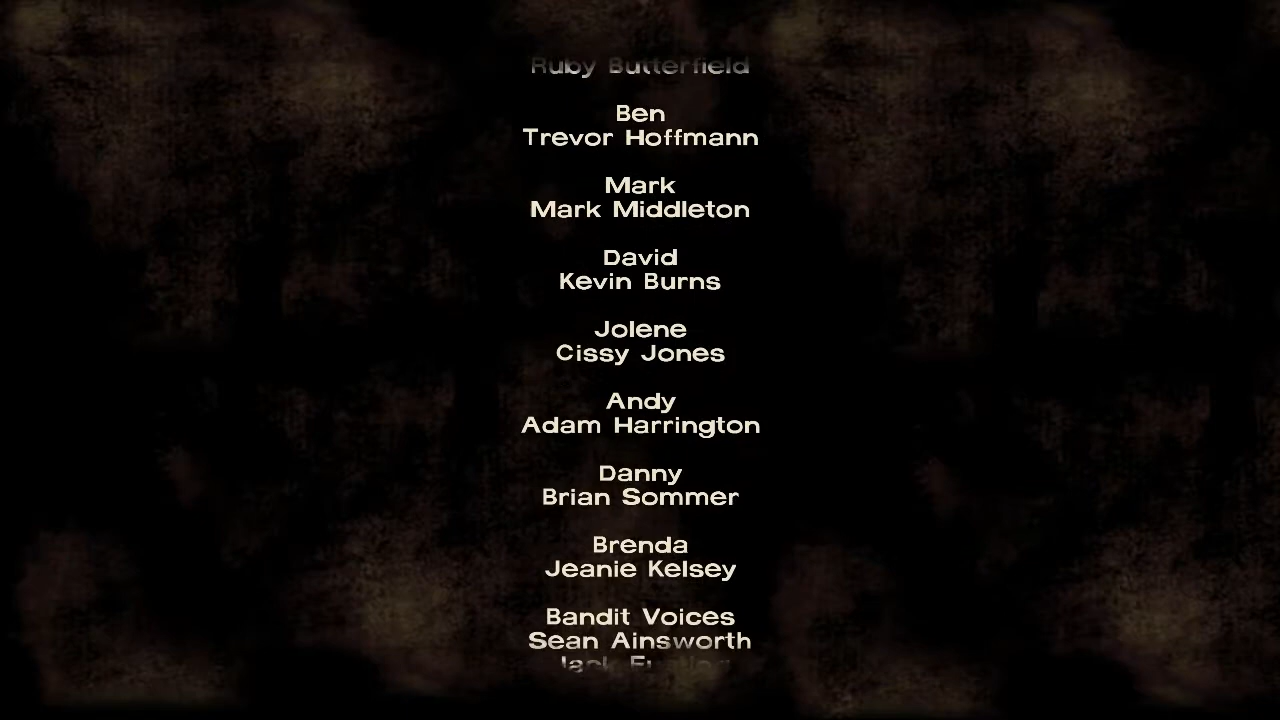 Ruby Butterfield
Ben
Trevor Hoffmann
Mark
Mark Middleton
David
Kevin Burns
Jolene
Cissy Jones
Andy
Adam Harrington
Danny
Brian Sommer
Brenda
Jeanie Kelsey
Bandit Voices
Sean Ainsworth
Jack